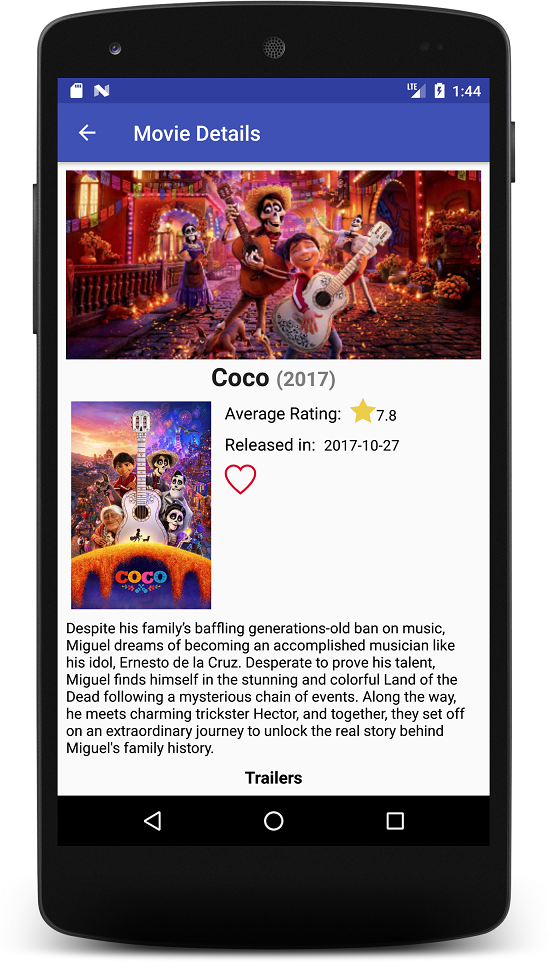 LTE 1:44
Movie Details
Coco (2017)
Average Rating: 7.8
Released in: 2017-10-27
COCO
Despite his family’s baffling generations-old ban on music,
Miguel dreams of becoming an accomplished musician like
his idol, Ernesto de la Cruz. Desperate to prove his talent,
Miguel finds himself in the stunning and colorful Land of the
Dead following a mysterious chain of events. Along the way,
he meets charming trickster Hector, and together, they set off
on an extraordinary journey to unlock the real story behind
Miguel's family history.
Trailers